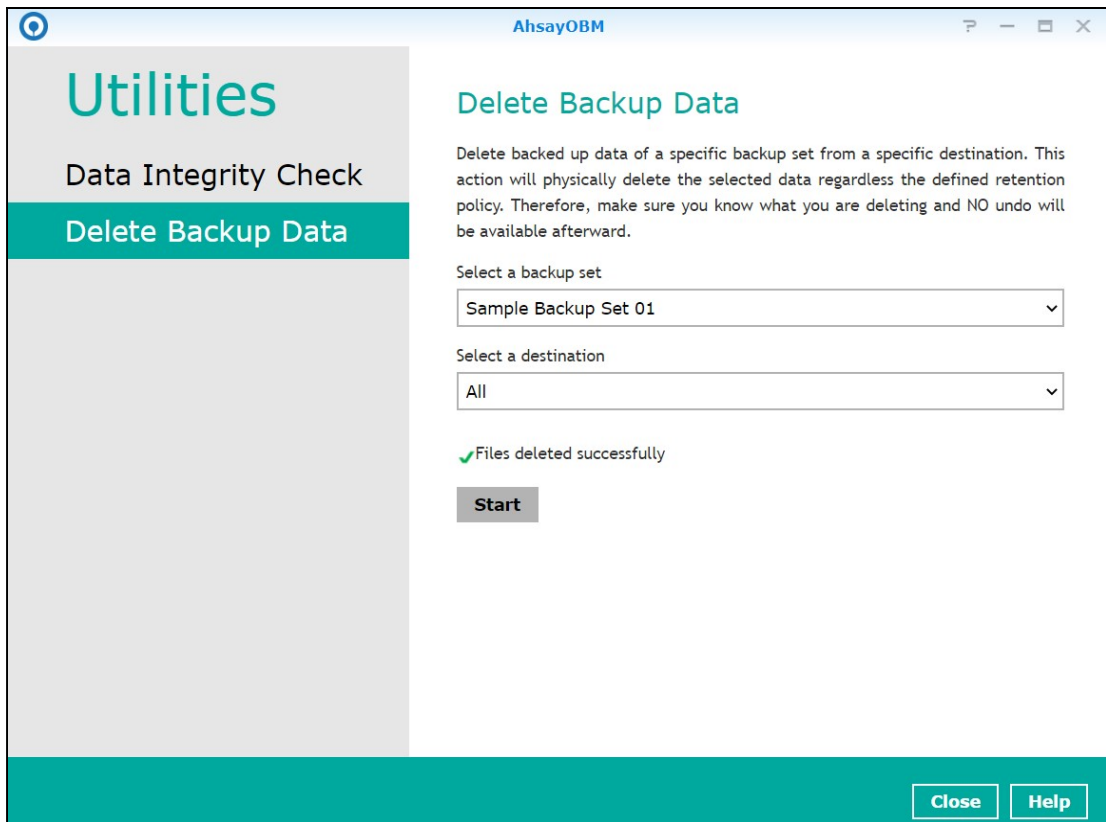 AhsayOBM
Utilities
Data Integrity Check
Delete Backup Data
Delete Backup Data
Delete backed up data of a specific backup set from a specific destination. This
action will physically delete the selected data regardless the defined retention
policy. Therefore, make sure you know what you are deleting and NO undo will
be available afterward.
Select a backup set
Sample Backup Set 01
Select a destination
All
Files deleted successfully
Start
Close
Help